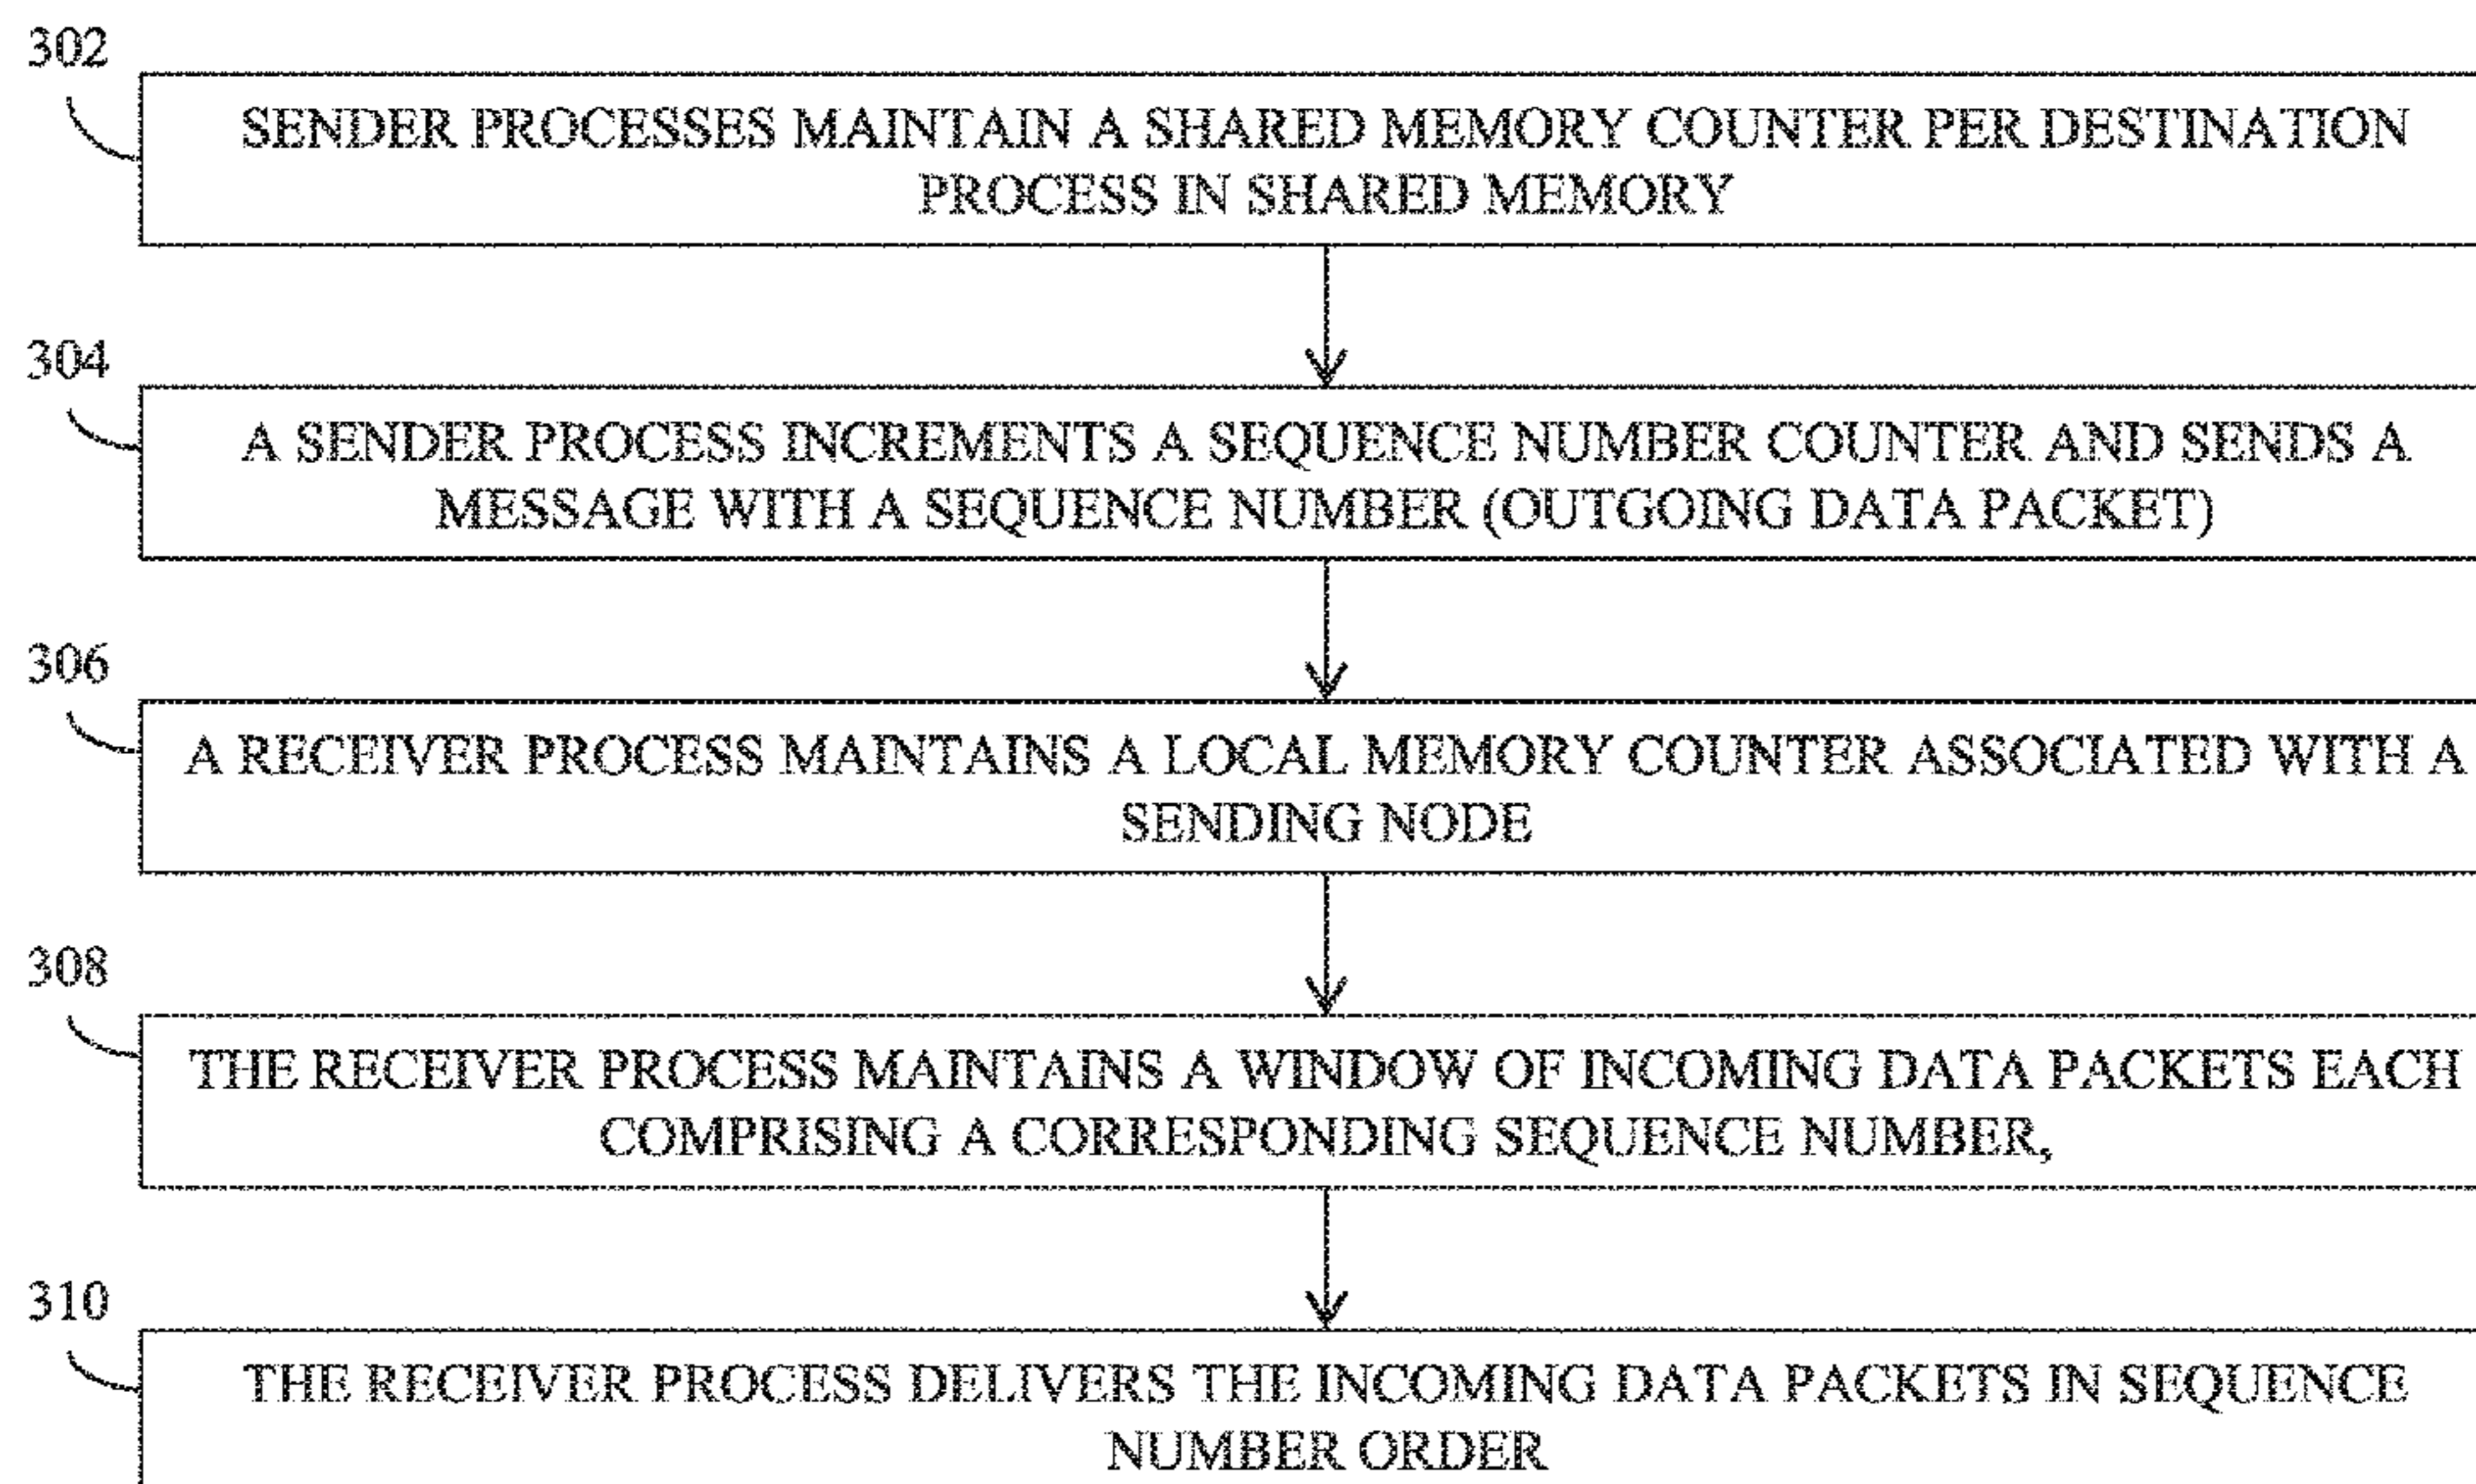 302
SENDER PROCESSES MAINTAIN A SHARED MEMORY COUNTER PER DESTINATION
PROCESS IN SHARED MEMORY
304
A SENDER PROCESS INCREMENTS A SEQUENCE NUMBER COUNTER AND SENDS A
MESSAGE WITH A SEQUENCE NUMBER (OUTGOING DATA PACKET)
306
A RECEIVER PROCESS MAINTAINS A LOCAL MEMORY COUNTER ASSOCIATED WITH A
SENDING NODE
308
THE RECEIVER PROCESS MAINTAINS A WINDOW OF INCOMING DATA PACKETS EACH
COMPRISING A CORRESPONDING SEQUENCE NUMBER,
310
THE RECEIVER PROCESS DELIVERS THE INCOMING DATA PACKETS IN SEQUENCE
NUMBER ORDER